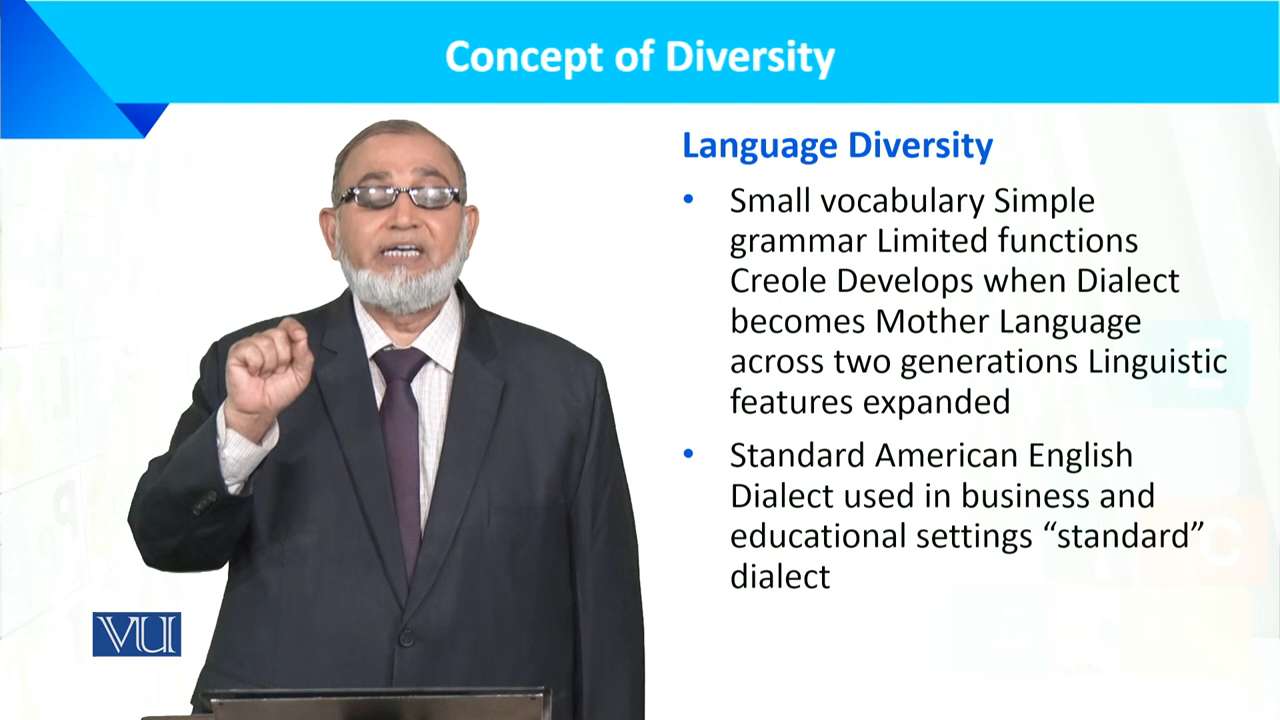 Concept of Diversity
Language Diversity
• Small vocabulary Simple
grammar Limited functions
Creole Develops when Dialect
becomes Mother Language
across two generations Linguistic
features expanded
• Standard American English
Dialect used in business and
educational settings “standard”
dialect
VU